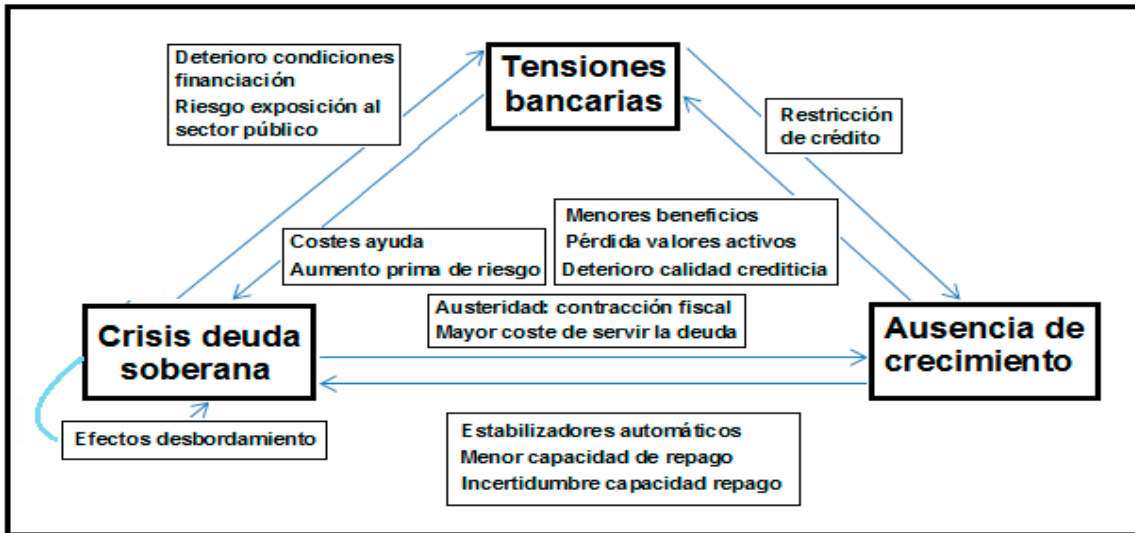 Deterioro condiciones
financiación
Riesgo exposición al
sector público
Tensiones
bancarias
Restricción
de crédito
Costes ayuda
Aumento prima de riesgo
Menores beneficios
Pérdida valores activos
Deterioro calidad crediticia
Austeridad: contracción fiscal
Mayor coste de servir la deuda
Crisis deuda
soberana
Ausencia de
crecimiento
Efectos desbordamiento
Estabilizadores automáticos
Menor capacidad de repago
Incertidumbre capacidad repago